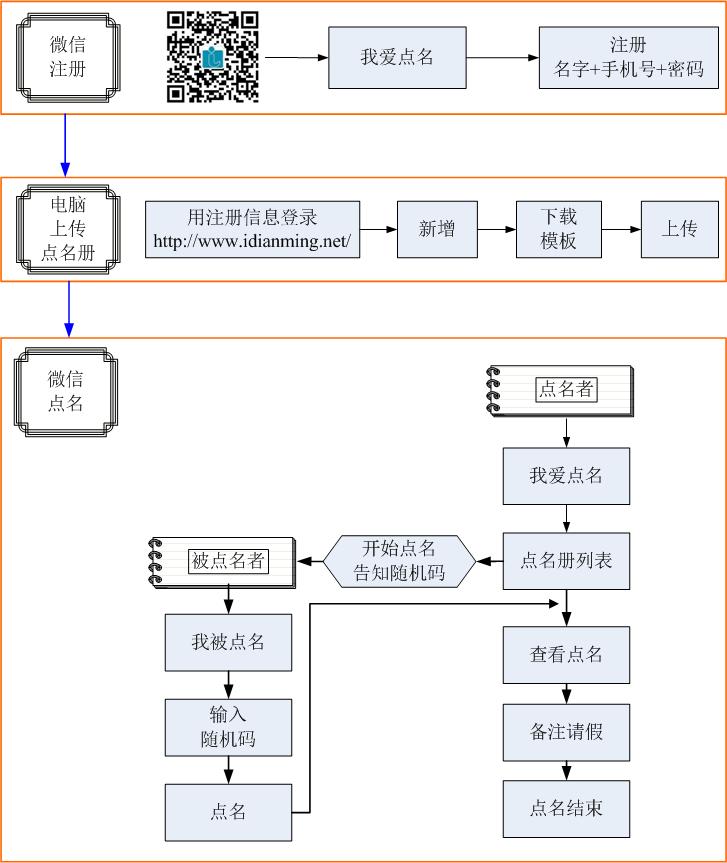 微信
注册
我爱点名
注册
名字+手机号+密码
电脑
上传
点名册
用注册信息登录
http://www.idianming.net/
新增
下载
模板
上传
微信
点名
点名者
我爱点名
点名册列表
开始点名
告知随机码
被点名者
我被点名
输入
随机码
点名
查看点名
备注请假
点名结束